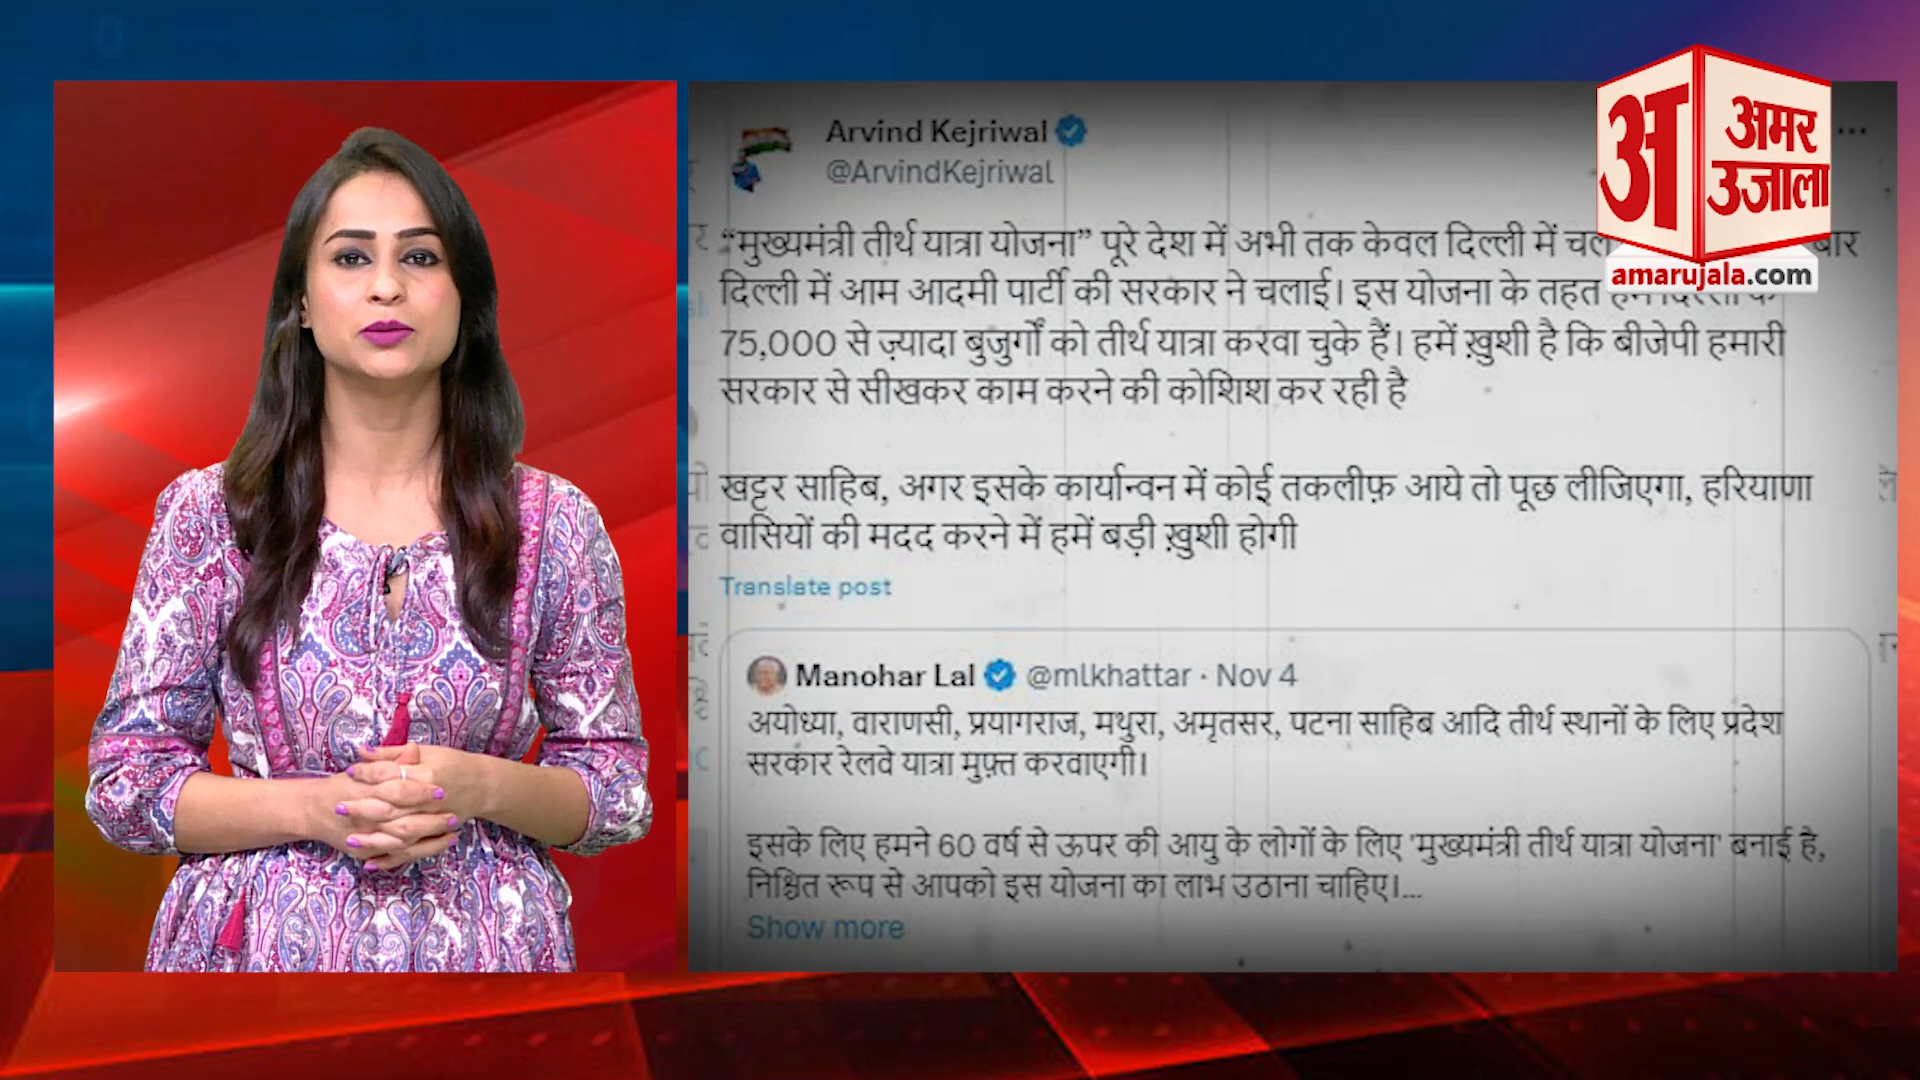 Arvind Kejriwal
@ArvindKejriwal
अ
अमर
उजाला
amarujala.com
“मुख्यमंत्री तीर्थ यात्रा योजना” पूरे देश में अभी तक केवल दिल्ली में चल बार
दिल्ली में आम आदमी पार्टी की सरकार ने चलाई। इस योजना के तहत
75,000 से ज़्यादा बुजुर्गों को तीर्थ यात्रा करवा चुके हैं। हमें ख़ुशी है कि बीजेपी हमारी
सरकार से सीखकर काम करने की कोशिश कर रही है
खट्टर साहिब, अगर इसके कार्यान्वन में कोई तकलीफ़ आये तो पूछ लीजिएगा, हरियाणा
वासियों की मदद करने में हमें बड़ी ख़ुशी होगी
Translate post
Manohar Lal @mlkhattar · Nov 4
अयोध्या, वाराणसी, प्रयागराज, मथुरा, अमृतसर, पटना साहिब आदि तीर्थ स्थानों के लिए प्रदेश
सरकार रेलवे यात्रा मुफ़्त करवाएगी।
इसके लिए हमने 60 वर्ष से ऊपर की आयु के लोगों के लिए 'मुख्यमंत्री तीर्थ यात्रा योजना' बनाई है,
निश्चित रूप से आपको इस योजना का लाभ उठाना चाहिए।...
Show more